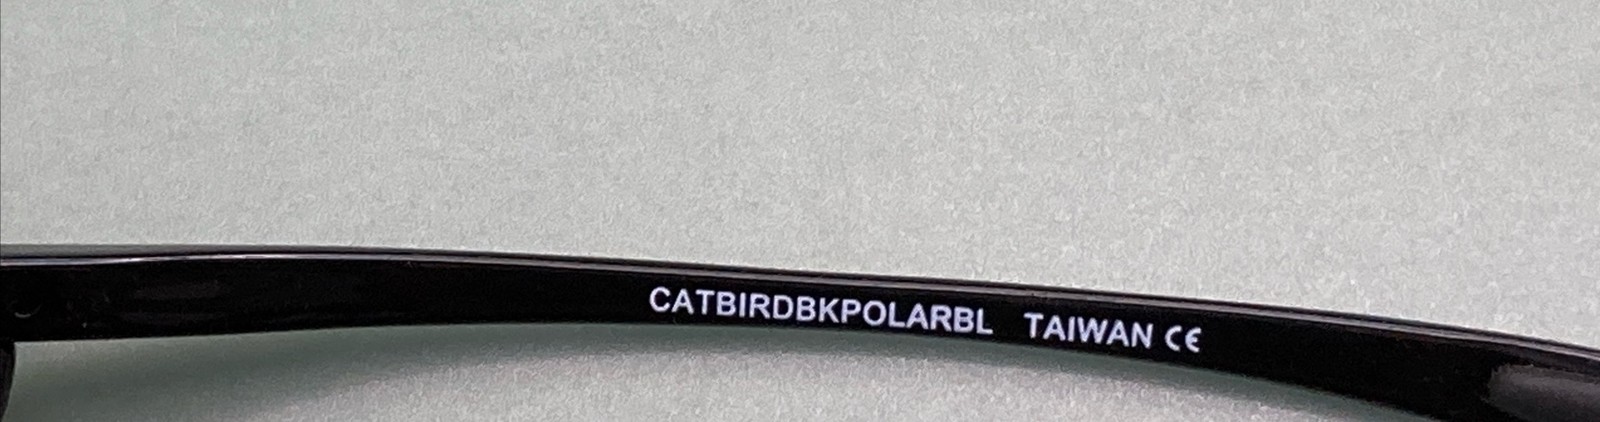 CATBIRDBKPOLARBL TAIWAN CE